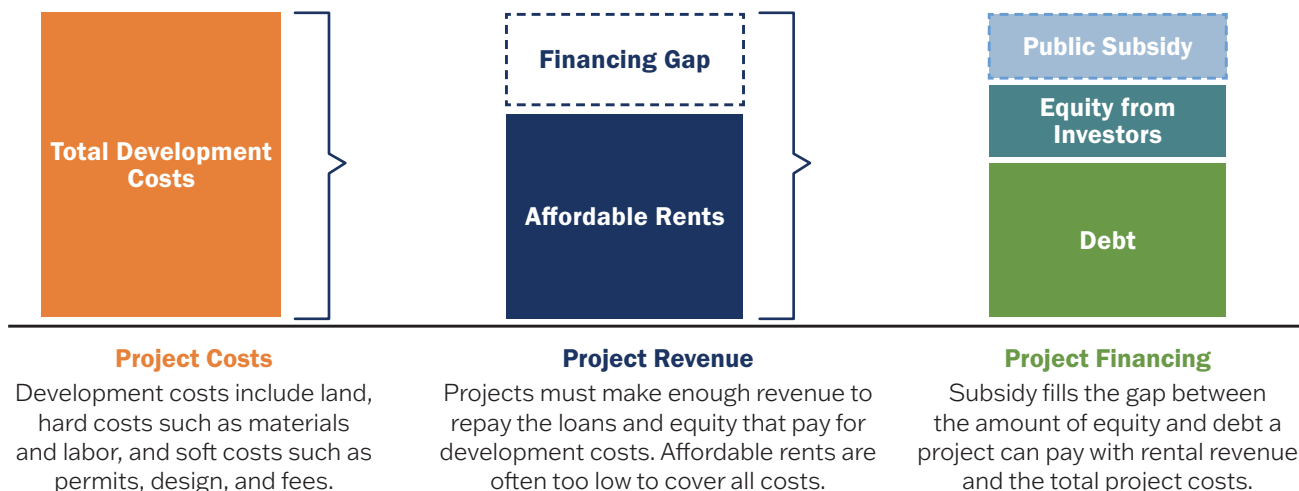 Total Development
Costs
Financing Gap
Affordable Rents
Public Subsidy
Equity from
Investors
Debt
Project Costs
Development costs include land,
hard costs such as materials
and labor, and soft costs such as
permits, design, and fees.
Project Revenue
Projects must make enough revenue to
repay the loans and equity that pay for
development costs. Affordable rents are
often too low to cover all costs.
Project Financing
Subsidy fills the gap between
the amount of equity and debt a
project can pay with rental revenue
and the total project costs.